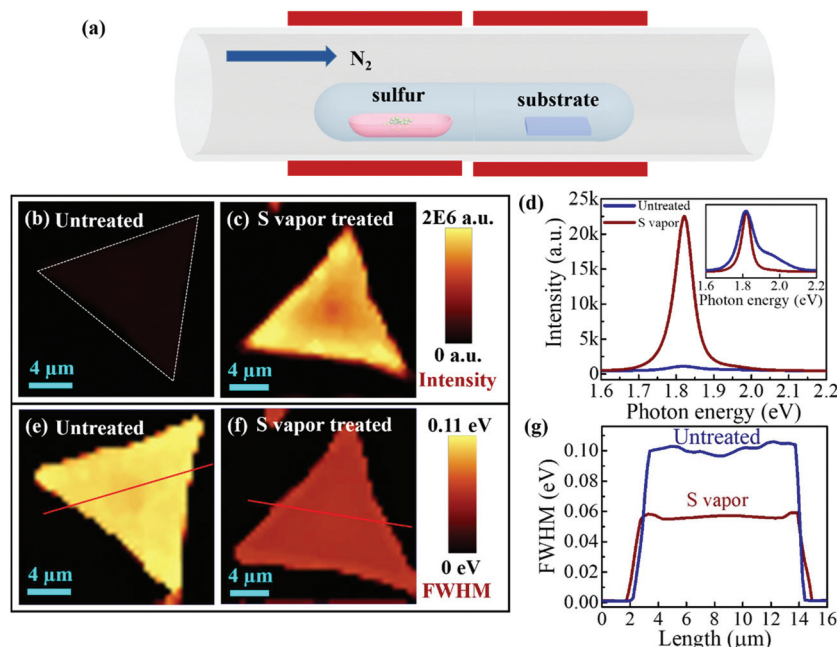 (a)
N₂
sulfur
substrate
(b) Untreated
4 μm
(c) S vapor treated
4 μm
2E6 a.u.
0 a.u.
Intensity
(d)
Untreated
S vapor
Intensity (a.u.)
25k
20k
15k
10k
5k
0
1.6 1.7 1.8 1.9 2.0 2.1 2.2
Photon energy (eV)
1.6 1.8 2.0 2.2
Photon energy (eV)
(e) Untreated
4 μm
(f) S vapor treated
4 μm
0.11 eV
0 eV
FWHM
(g)
Untreated
S vapor
FWHM (eV)
0.10
0.08
0.06
0.04
0.02
0.00
0 2 4 6 8 10 12 14 16
Length (μm)